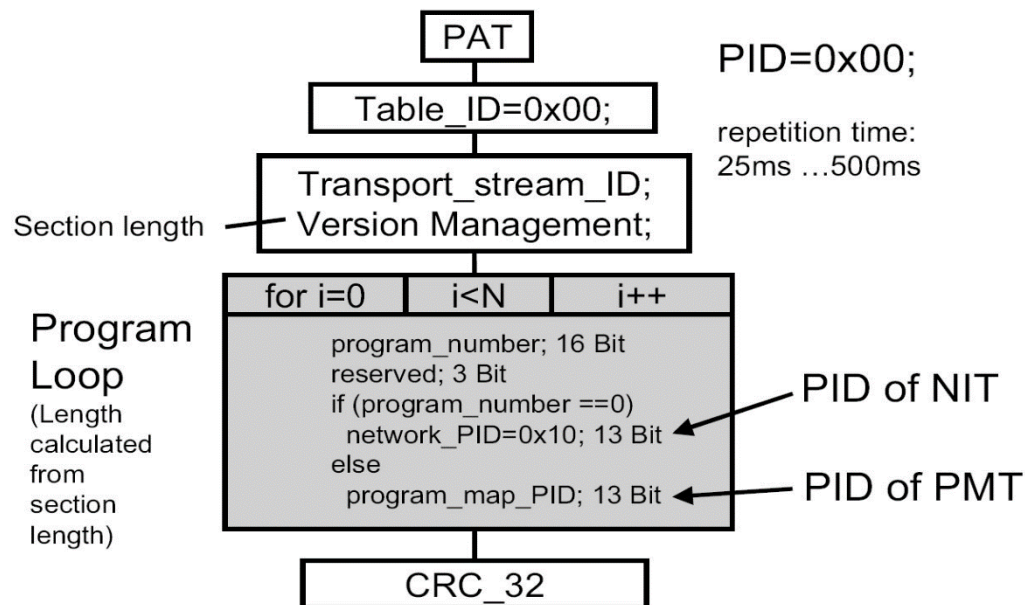 PAT
PID=0x00;
Table_ID=0x00;
repetition time:
25ms ...500ms
Transport_stream_ID;
Section length
Version Management;
for i=0 i<N i++
Program
Loop
(Length
calculated
from
section
length)
program_number; 16 Bit
reserved; 3 Bit
if (program_number ==0)
network_PID=0x10; 13 Bit
else
program_map_PID; 13 Bit
PID of NIT
PID of PMT
CRC_32